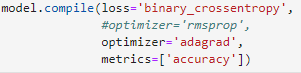 model.compile(loss='binary_crossentropy',
#optimizer='rmsprop',
optimizer='adagrad',
metrics=['accuracy'])